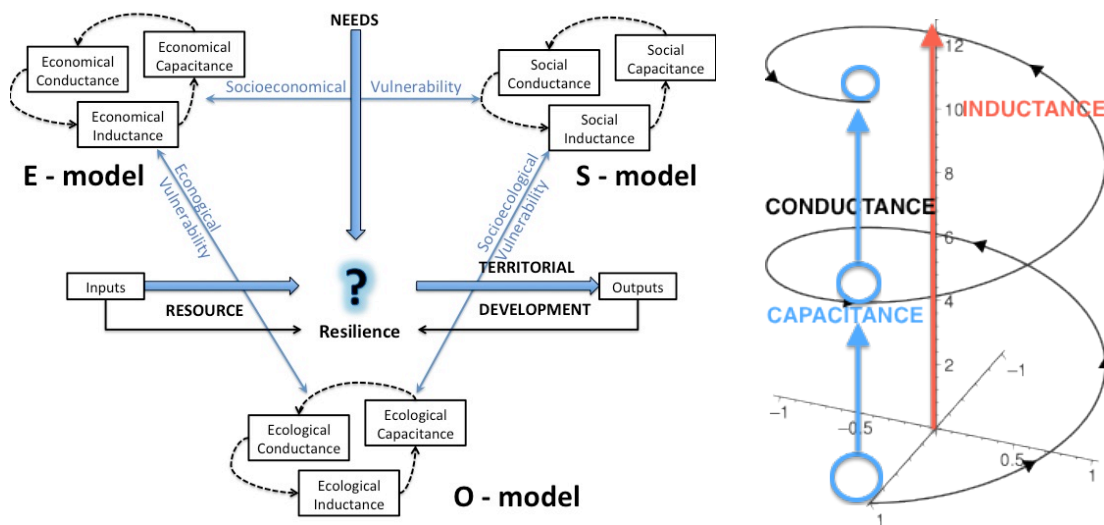 NEEDS
Economical
Conductance
Economical
Capacitance
Economical
Inductance
E - model
Socioeconomical Vulnerability
Social
Conductance
Social
Capacitance
Social
Inductance
S - model
Econogical
Vulnerability
Socioecological
Vulnerability
Inputs
RESOURCE
?
Resilience
TERRITORIAL
DEVELOPMENT
Outputs
Ecological
Conductance
Ecological
Capacitance
Ecological
Inductance
O - model
12
INDUCTANCE
10
8
CONDUCTANCE
6
4
CAPACITANCE
2
-1
-1
-0.5
0.5
1
1